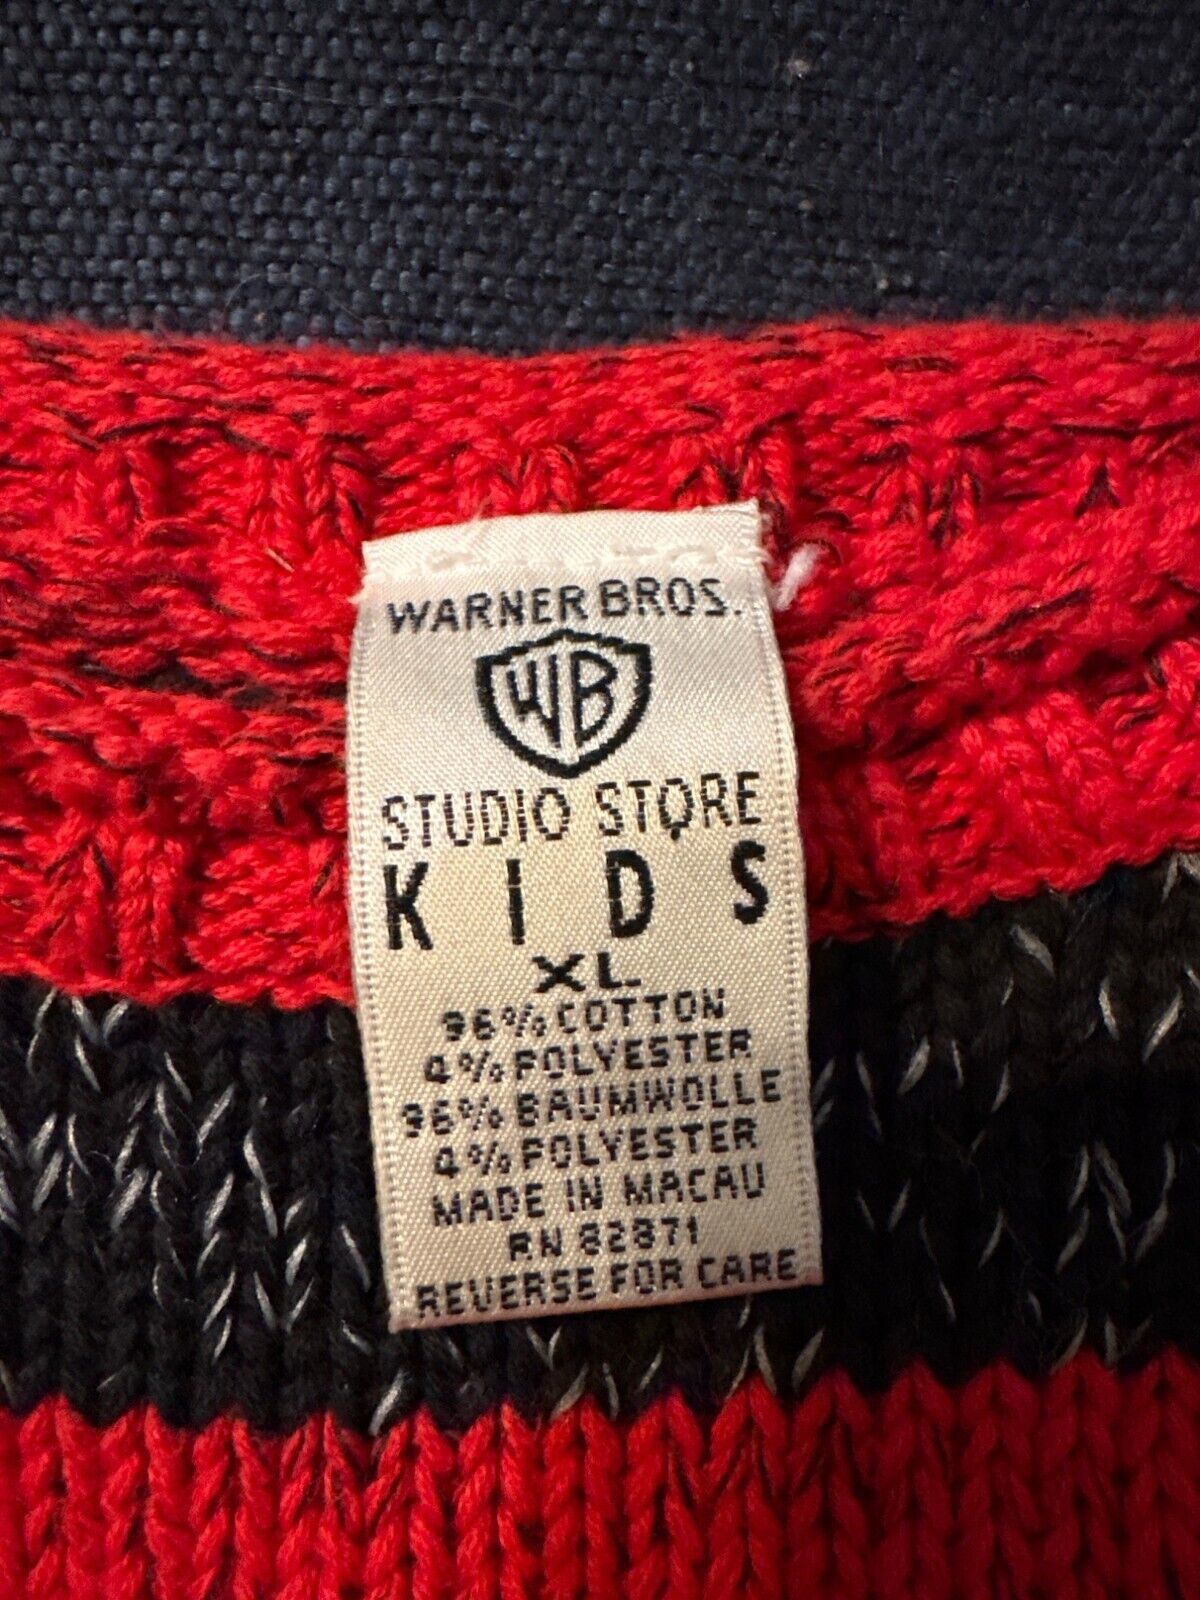 WARNER BROS.
WB
STUDIO STORE
KIDS
XL
96% COTTON
4% POLYESTER
96% BAUMWOLLE
4% POLYESTER
MADE IN MACAU
RN 82871
REVERSE FOR CARE